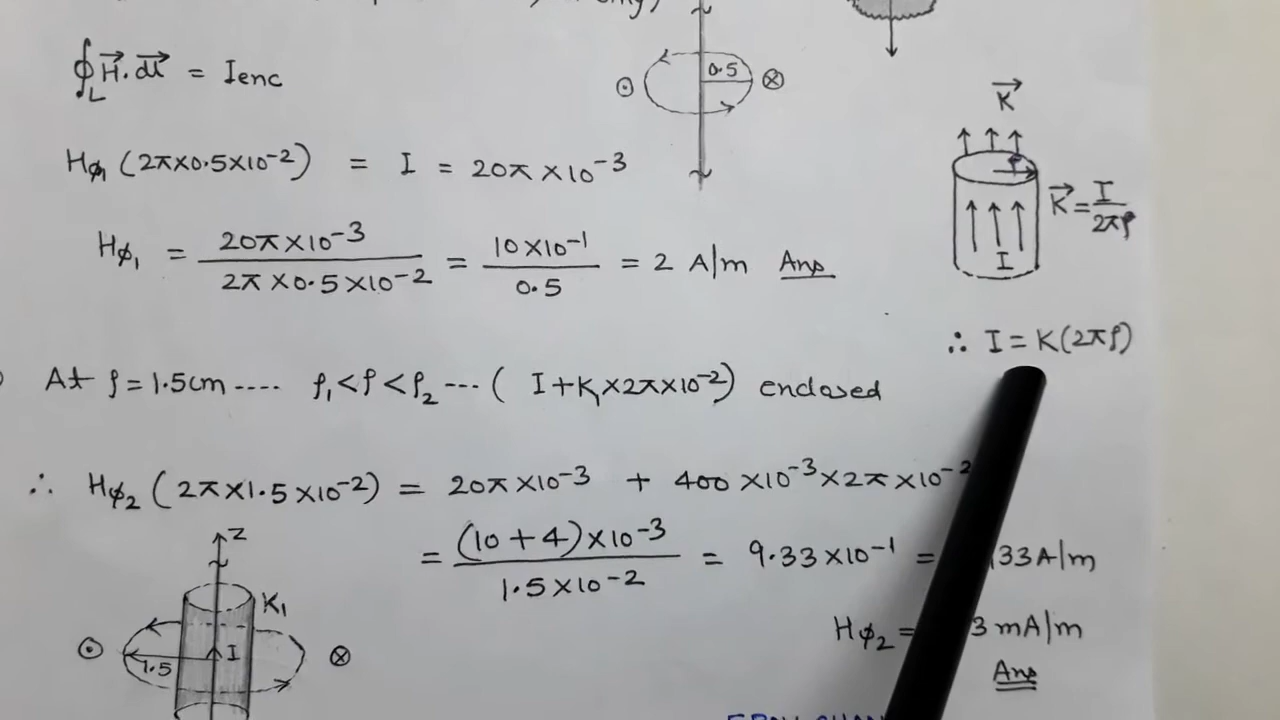 ∮L H⃗.dl⃗ = Ienc
0.5
Hϕ1 (2π×0.5×10-2) = I = 20π×10-3
Hϕ1 = 20π×10-3 / 2π×0.5×10-2 = 10×10-1 / 0.5 = 2 A/m Ans
K⃗
ρ
K⃗ = I / 2πρ
I
∴ I = K(2πρ)
At ρ = 1.5cm .... ρ1<ρ<ρ2 --- ( I+K1×2π×10-2) enclosed
∴ Hϕ2 (2π×1.5×10-2) = 20π×10-3 + 400×10-3×2π×10-2
= (10+4)×10-3 / 1.5×10-2 = 9.33×10-1 = .33A/m
Hϕ2 = 3 mA/m
Ans
Z
K1
I
1.5